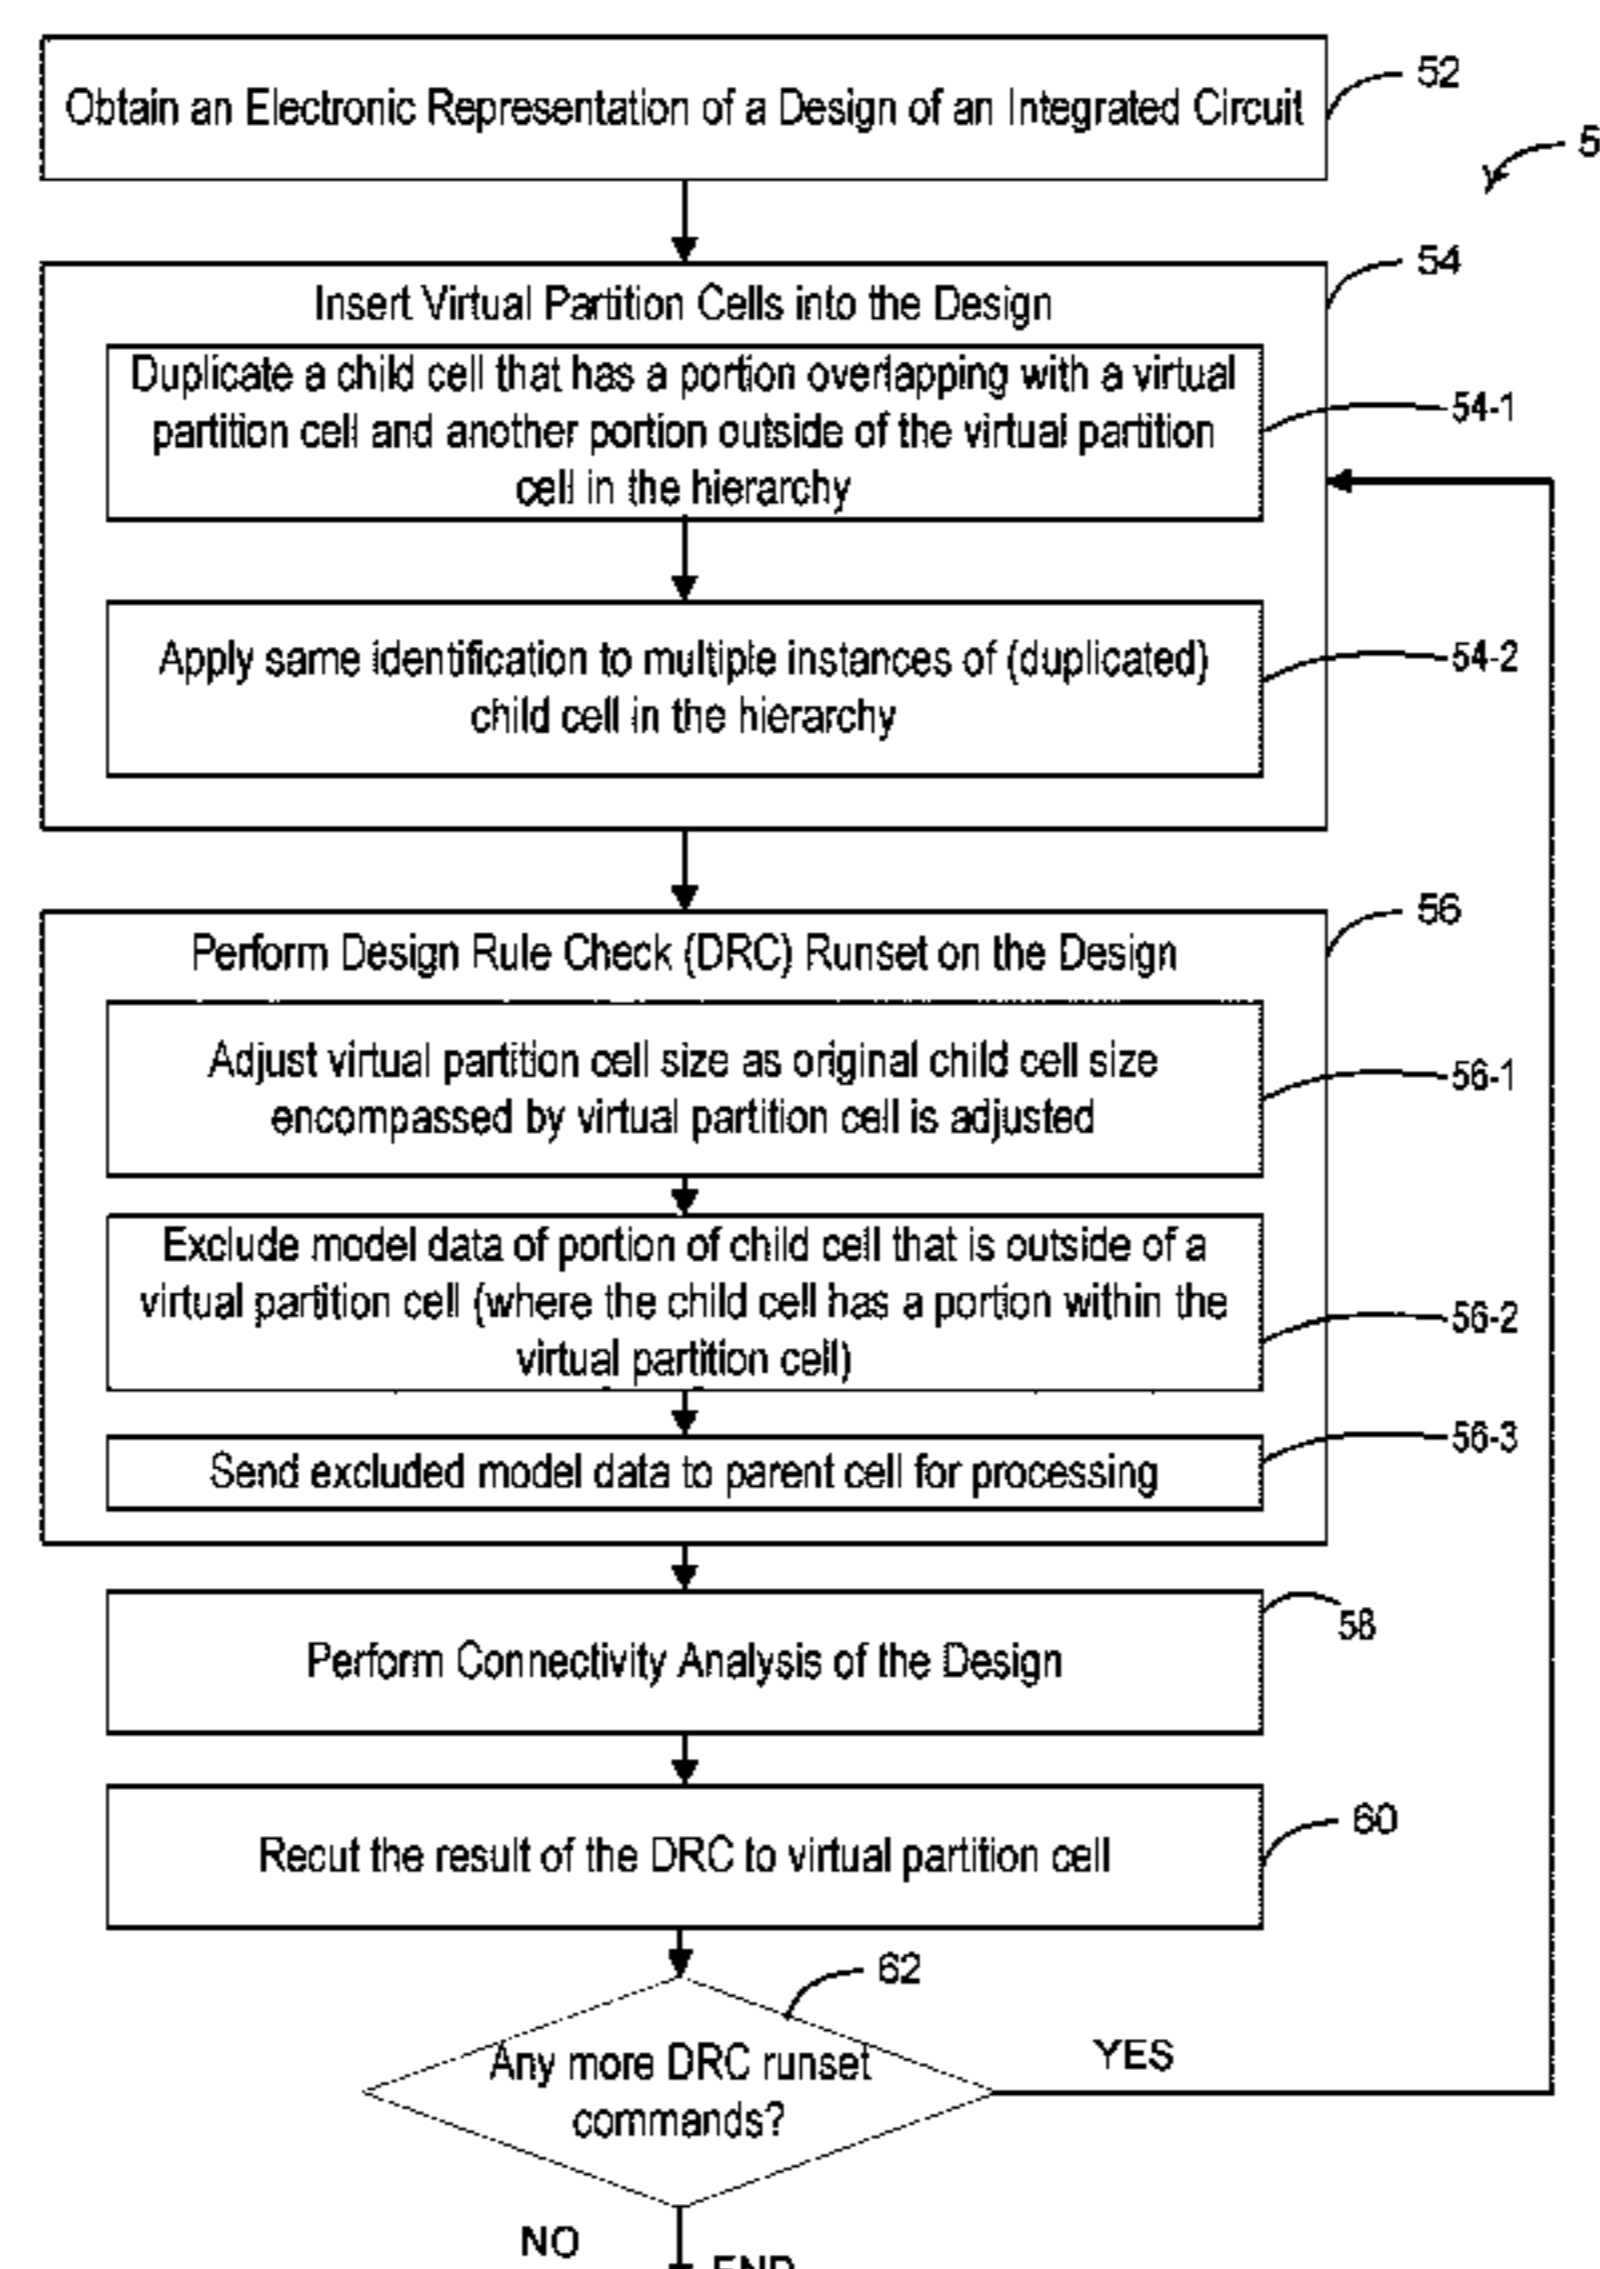 52
Obtain an Electronic Representation of a Design of an Integrated Circuit
5
54
Insert Virtual Partition Cells into the Design
Duplicate a child cell that has a portion overlapping with a virtual
partition cell and another portion outside of the virtual partition
cell in the hierarchy
54-1
Apply same identification to multiple instances of (duplicated)
child cell in the hierarchy
54-2
56
Perform Design Rule Check (DRC) Runset on the Design
Adjust virtual partition cell size as original child cell size
encompassed by virtual partition cell is adjusted
56-1
Exclude model data of portion of child cell that is outside of a
virtual partition cell (where the child cell has a portion within the
virtual partition cell)
56-2
56-3
Send excluded model data to parent cell for processing
58
Perform Connectivity Analysis of the Design
60
Recut the result of the DRC to virtual partition cell
62
Any more DRC runset
commands?
YES
NO
END